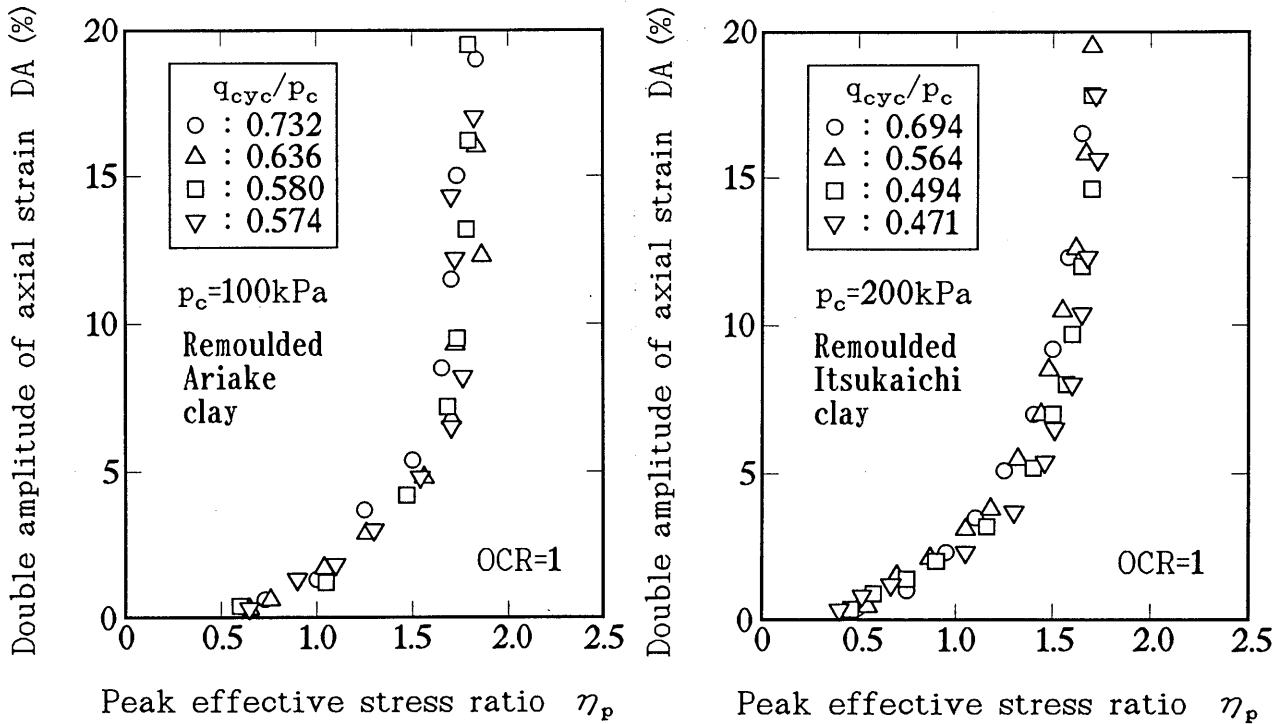 Double amplitude of axial strain DA (%)
20
15
10
5
0
q_cyc/p_c
○ : 0.732
△ : 0.636
□ : 0.580
▽ : 0.574
p_c=100kPa
Remoulded
Ariake
clay
OCR=1
0 0.5 1.0 1.5 2.0 2.5
Peak effective stress ratio η_p
Double amplitude of axial strain DA (%)
20
15
10
5
0
q_cyc/p_c
○ : 0.694
△ : 0.564
□ : 0.494
▽ : 0.471
p_c=200kPa
Remoulded
Itsukaichi
clay
OCR=1
0 0.5 1.0 1.5 2.0 2.5
Peak effective stress ratio η_p